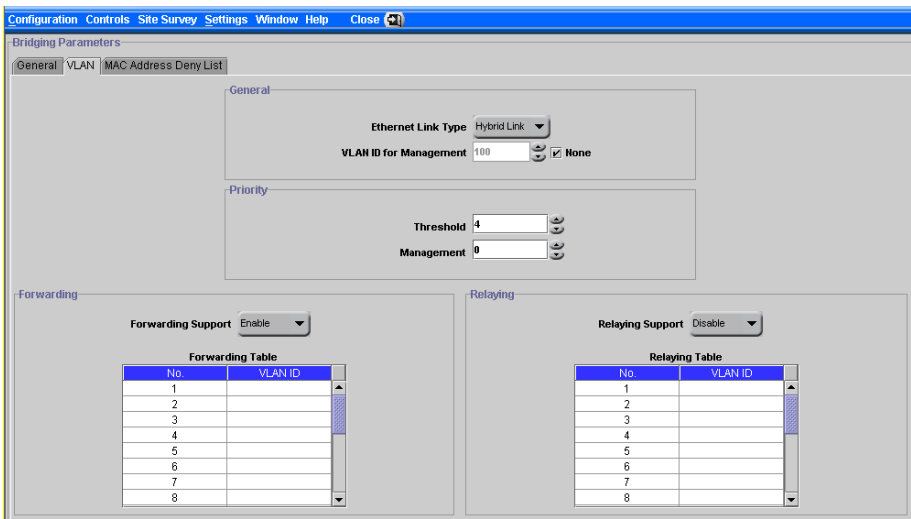 Configuration Controls Site Survey Settings Window Help Close
Bridging Parameters
General VLAN MAC Address Deny List
General
Ethernet Link Type Hybrid Link
VLAN ID for Management 100 None
Priority
Threshold 4
Management 0
Forwarding
Forwarding Support Enable
Forwarding Table
No. VLAN ID
1
2
3
4
5
6
7
8
Relaying
Relaying Support Disable
Relaying Table
No. VLAN ID
1
2
3
4
5
6
7
8